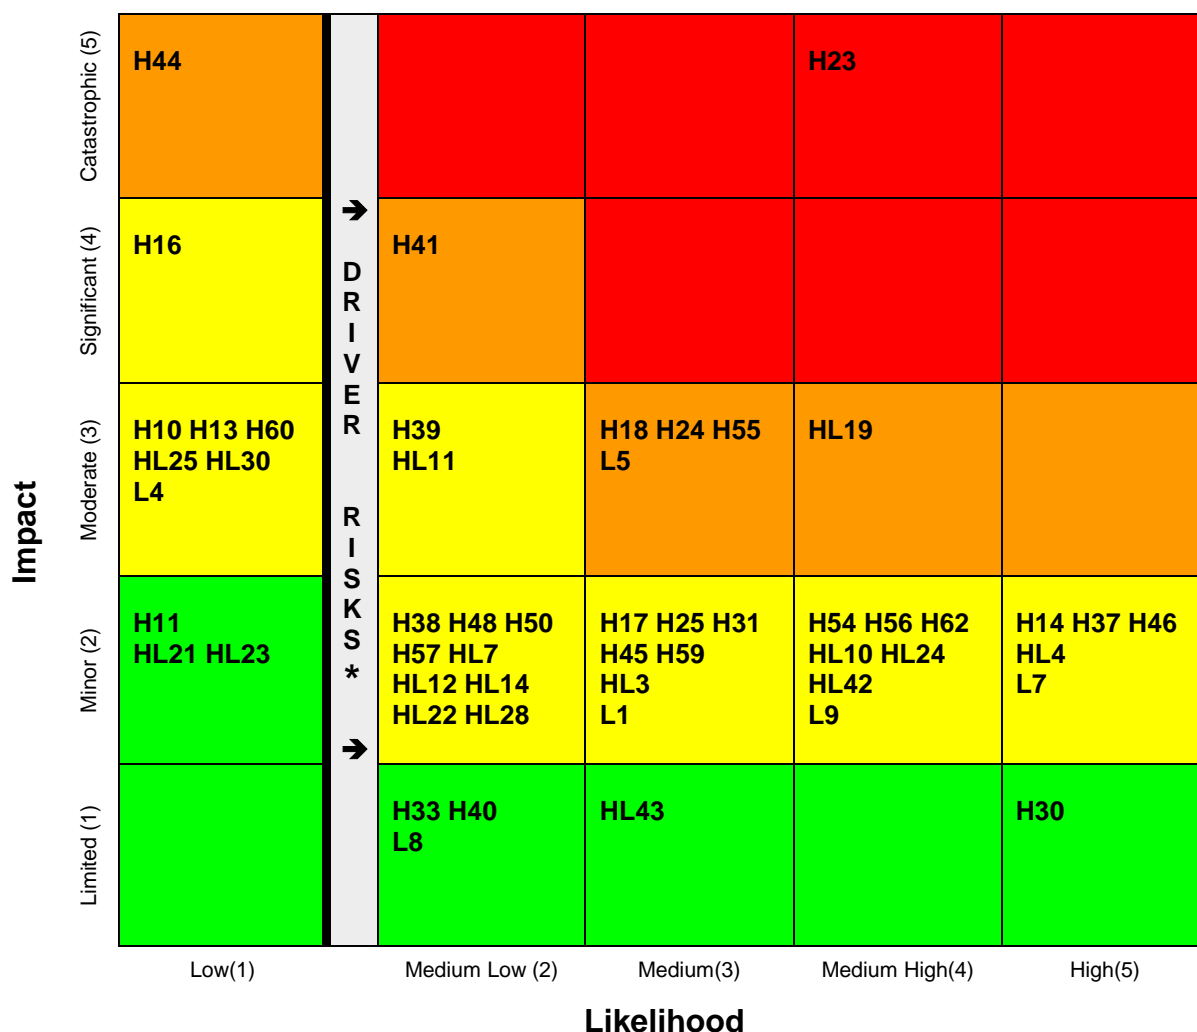 Impact
Catastrophic (5)
H44
H23
Significant (4)
H16
H41
Moderate (3)
H10 H13 H60
HL25 HL30
L4
H39
HL11
H18 H24 H55
L5
HL19
Minor (2)
H11
HL21 HL23
H38 H48 H50
H57 HL7
HL12 HL14
HL22 HL28
H17 H25 H31
H45 H59
HL3
L1
H54 H56 H62
HL10 HL24
HL42
L9
H14 H37 H46
HL4
L7
Limited (1)
H33 H40
L8
HL43
H30
➔
DRIVER
RISKS*
➔
Low(1)
Medium Low (2)
Medium(3)
Medium High(4)
High(5)
Likelihood